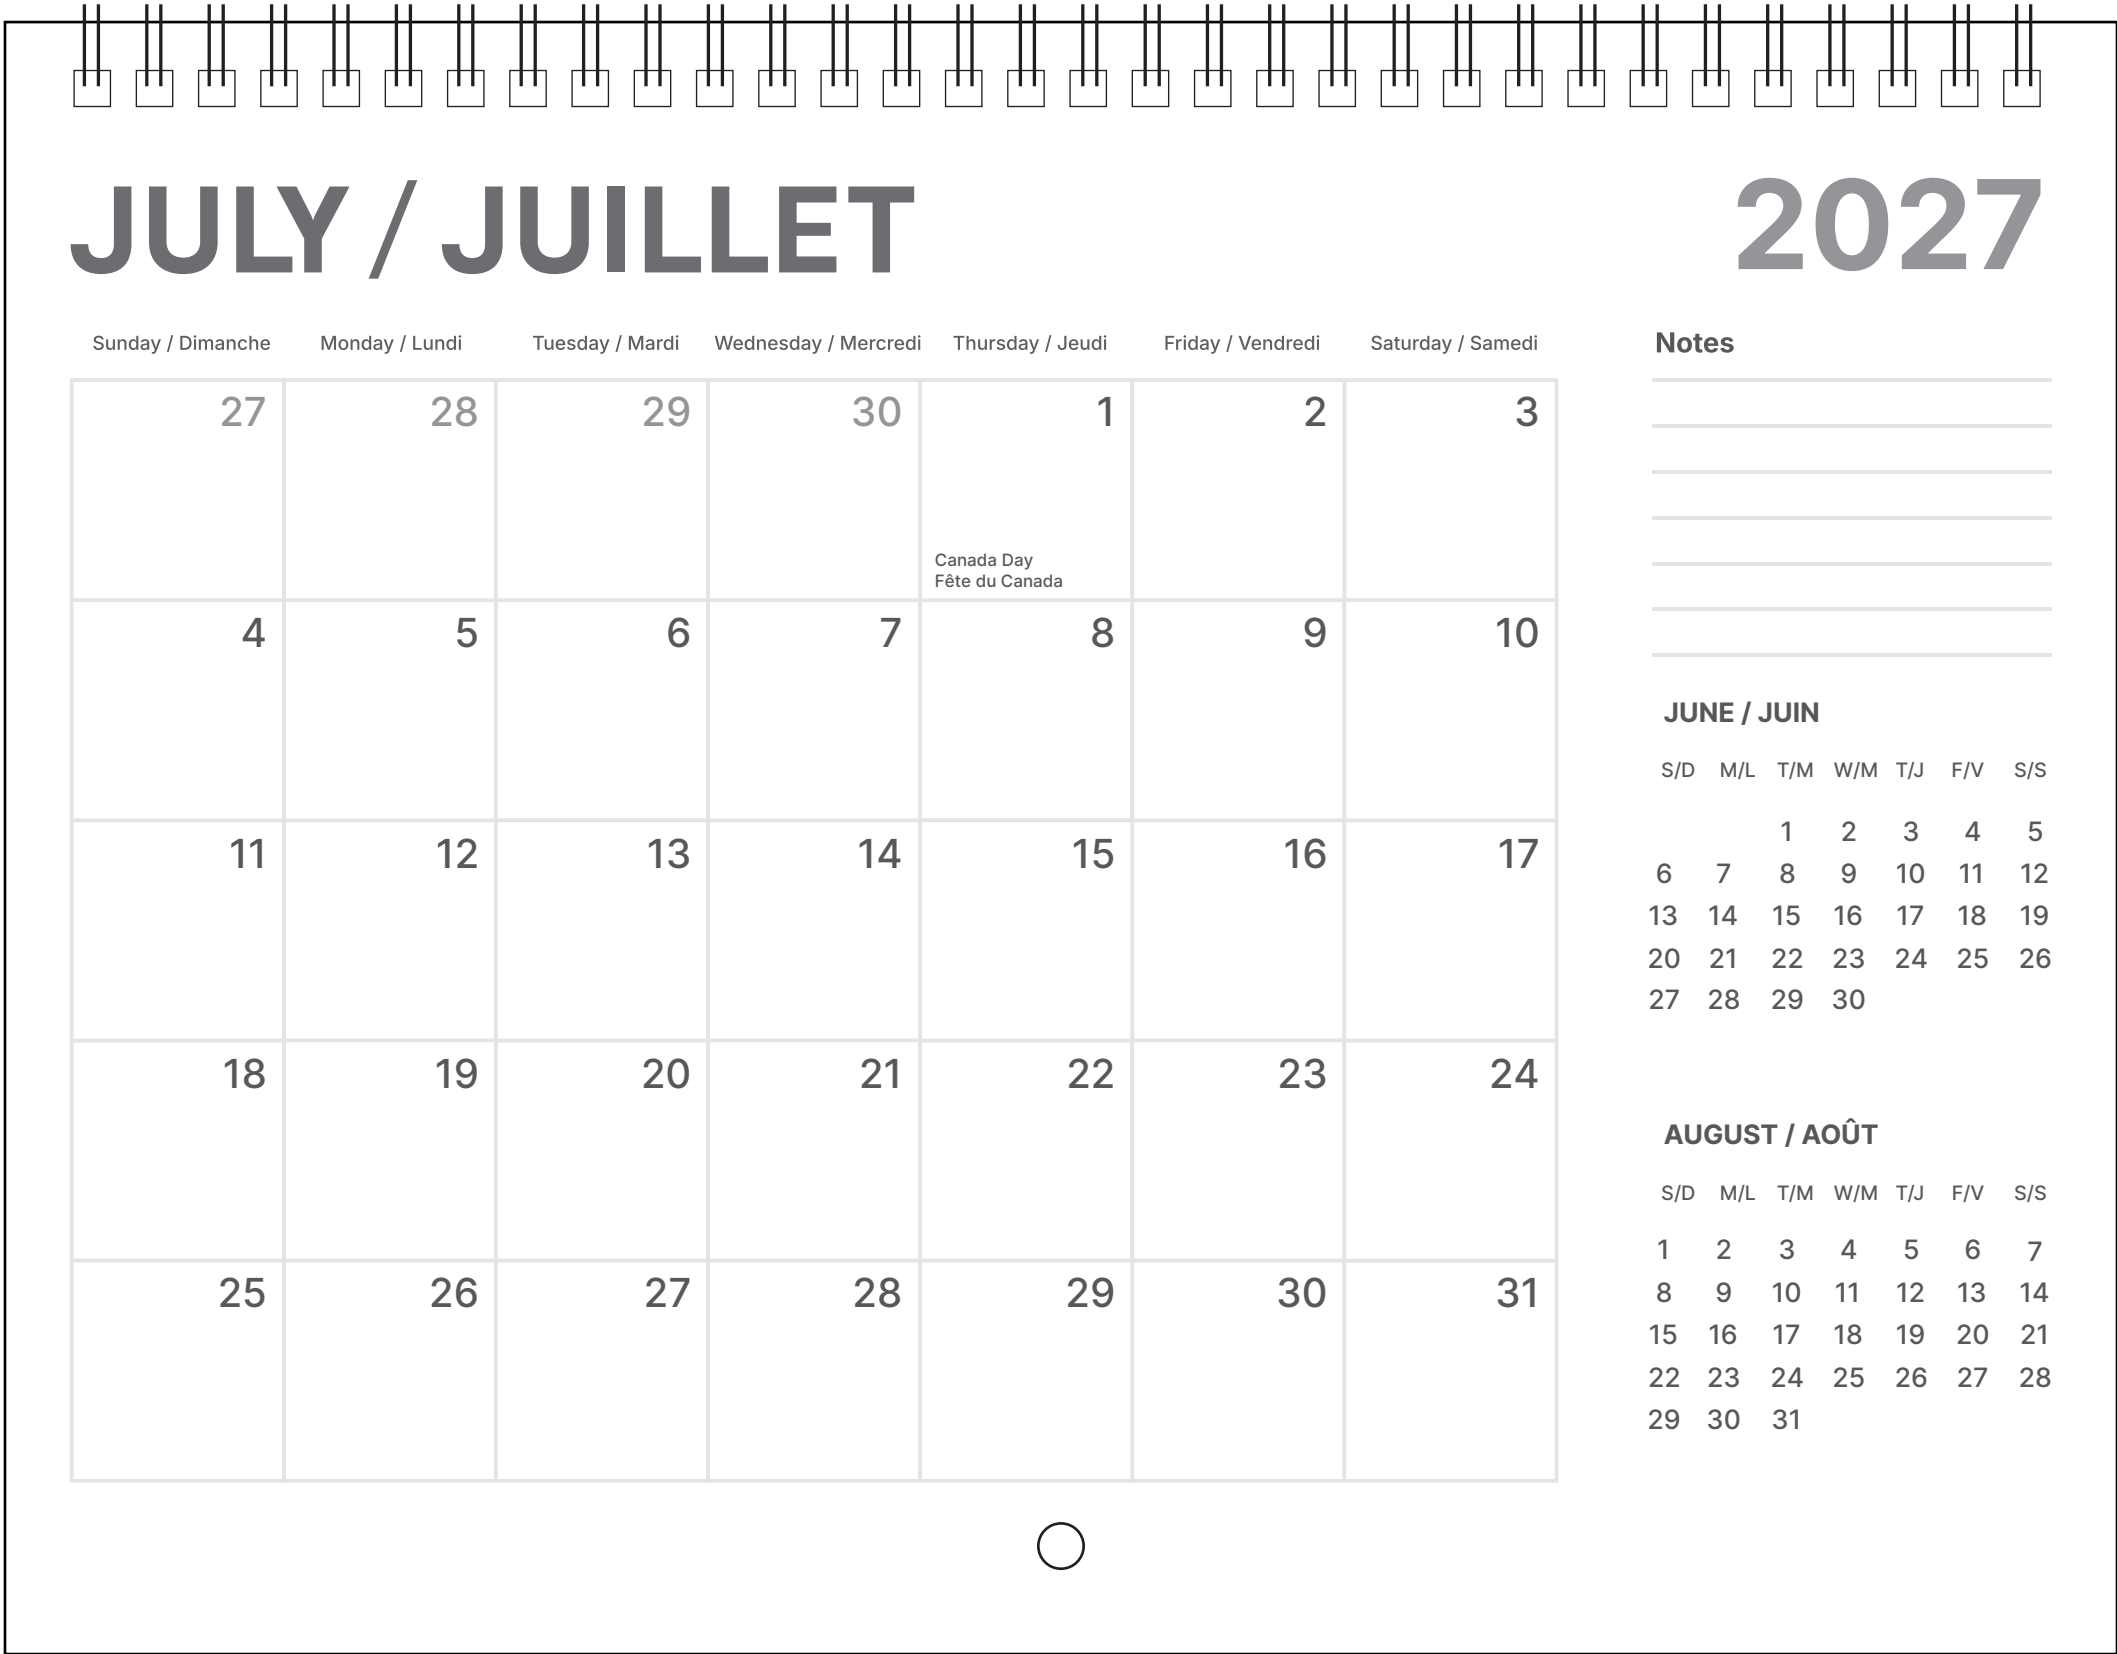 JULY / JUILLET
2027
Sunday / Dimanche Monday / Lundi Tuesday / Mardi Wednesday / Mercredi Thursday / Jeudi Friday / Vendredi Saturday / Samedi
27 28 29 30 1 2 3
Canada Day
Fête du Canada
4 5 6 7 8 9 10
11 12 13 14 15 16 17
18 19 20 21 22 23 24
25 26 27 28 29 30 31
Notes
JUNE / JUIN
S/D M/L T/M W/M T/J F/V S/S
1 2 3 4 5
6 7 8 9 10 11 12
13 14 15 16 17 18 19
20 21 22 23 24 25 26
27 28 29 30
AUGUST / AOÛT
S/D M/L T/M W/M T/J F/V S/S
1 2 3 4 5 6 7
8 9 10 11 12 13 14
15 16 17 18 19 20 21
22 23 24 25 26 27 28
29 30 31